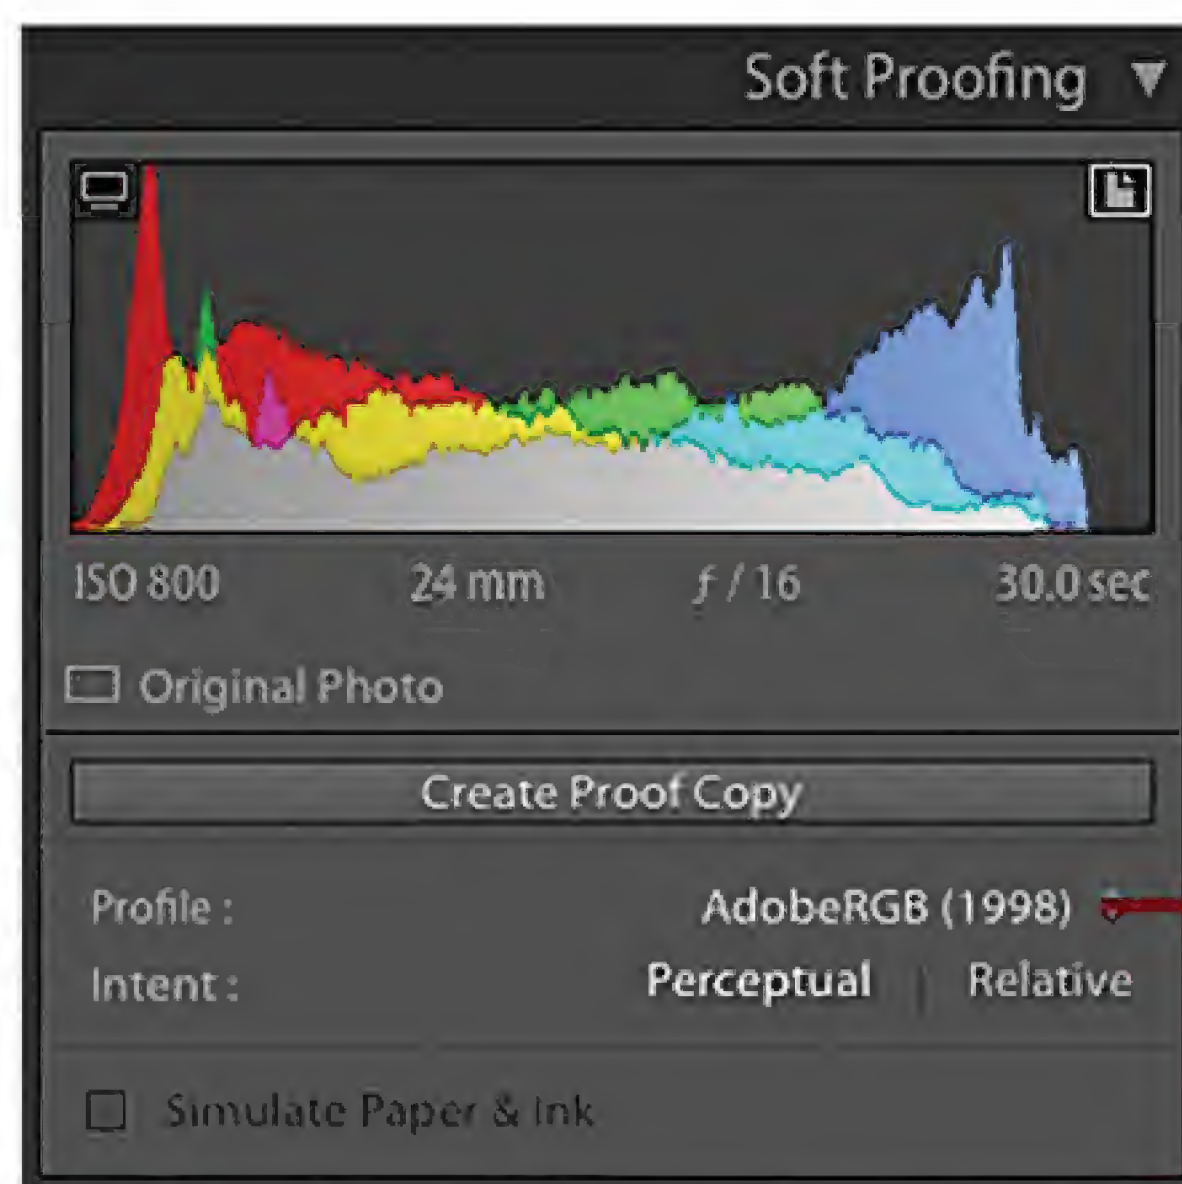 Soft Proofing
ISO 800 24 mm ƒ / 16 30.0 sec
Original Photo
Create Proof Copy
Profile : AdobeRGB (1998)
Intent : Perceptual | Relative
Simulate Paper & Ink